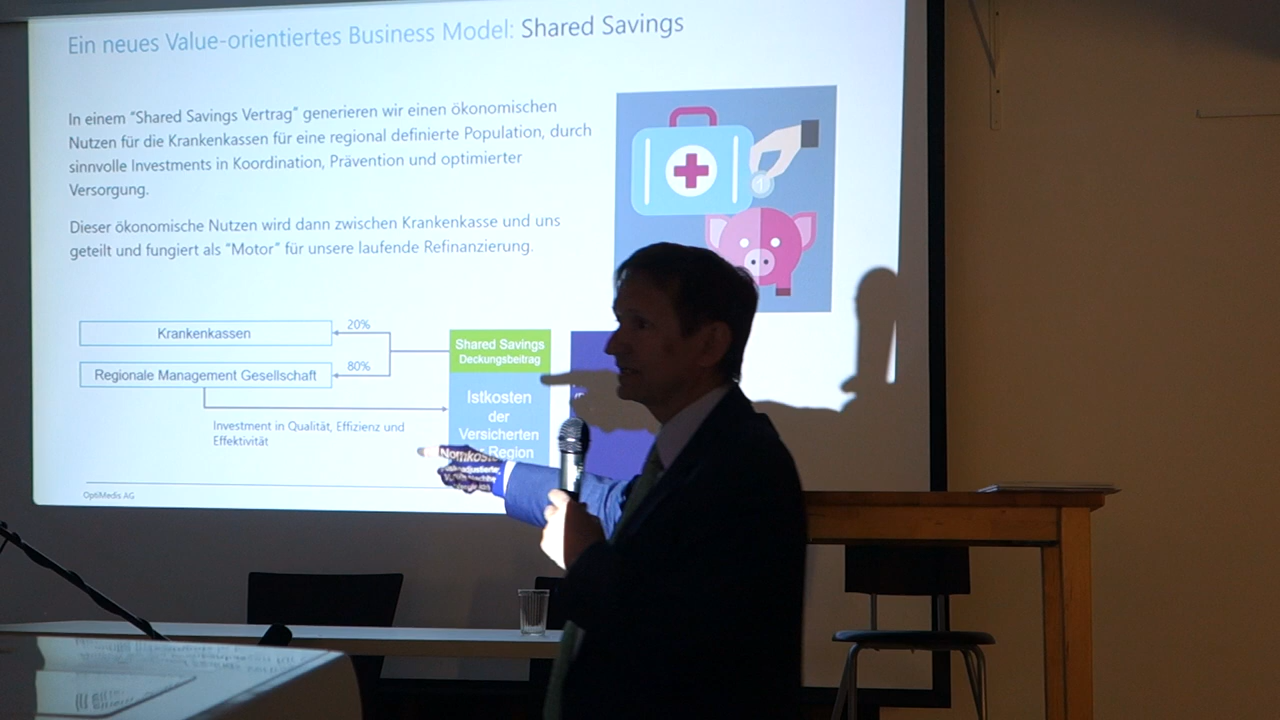 Ein neues Value-orientiertes Business Model: Shared Savings
In einem "Shared Savings Vertrag" generieren wir einen ökonomischen
Nutzen für die Krankenkassen für eine regional definierte Population, durch
sinnvolle Investments in Koordination, Prävention und optimierter
Versorgung.
Dieser ökonomische Nutzen wird dann zwischen Krankenkasse und uns
geteilt und fungiert als "Motor" für unsere laufende Refinanzierung.
1
Krankenkassen
20%
Regionale Management Gesellschaft
80%
Shared Savings
Deckungsbeitrag
Istkosten
der
Versicherten
Region
Investment in Qualität, Effizienz und
Effektivität
OptiMedis AG